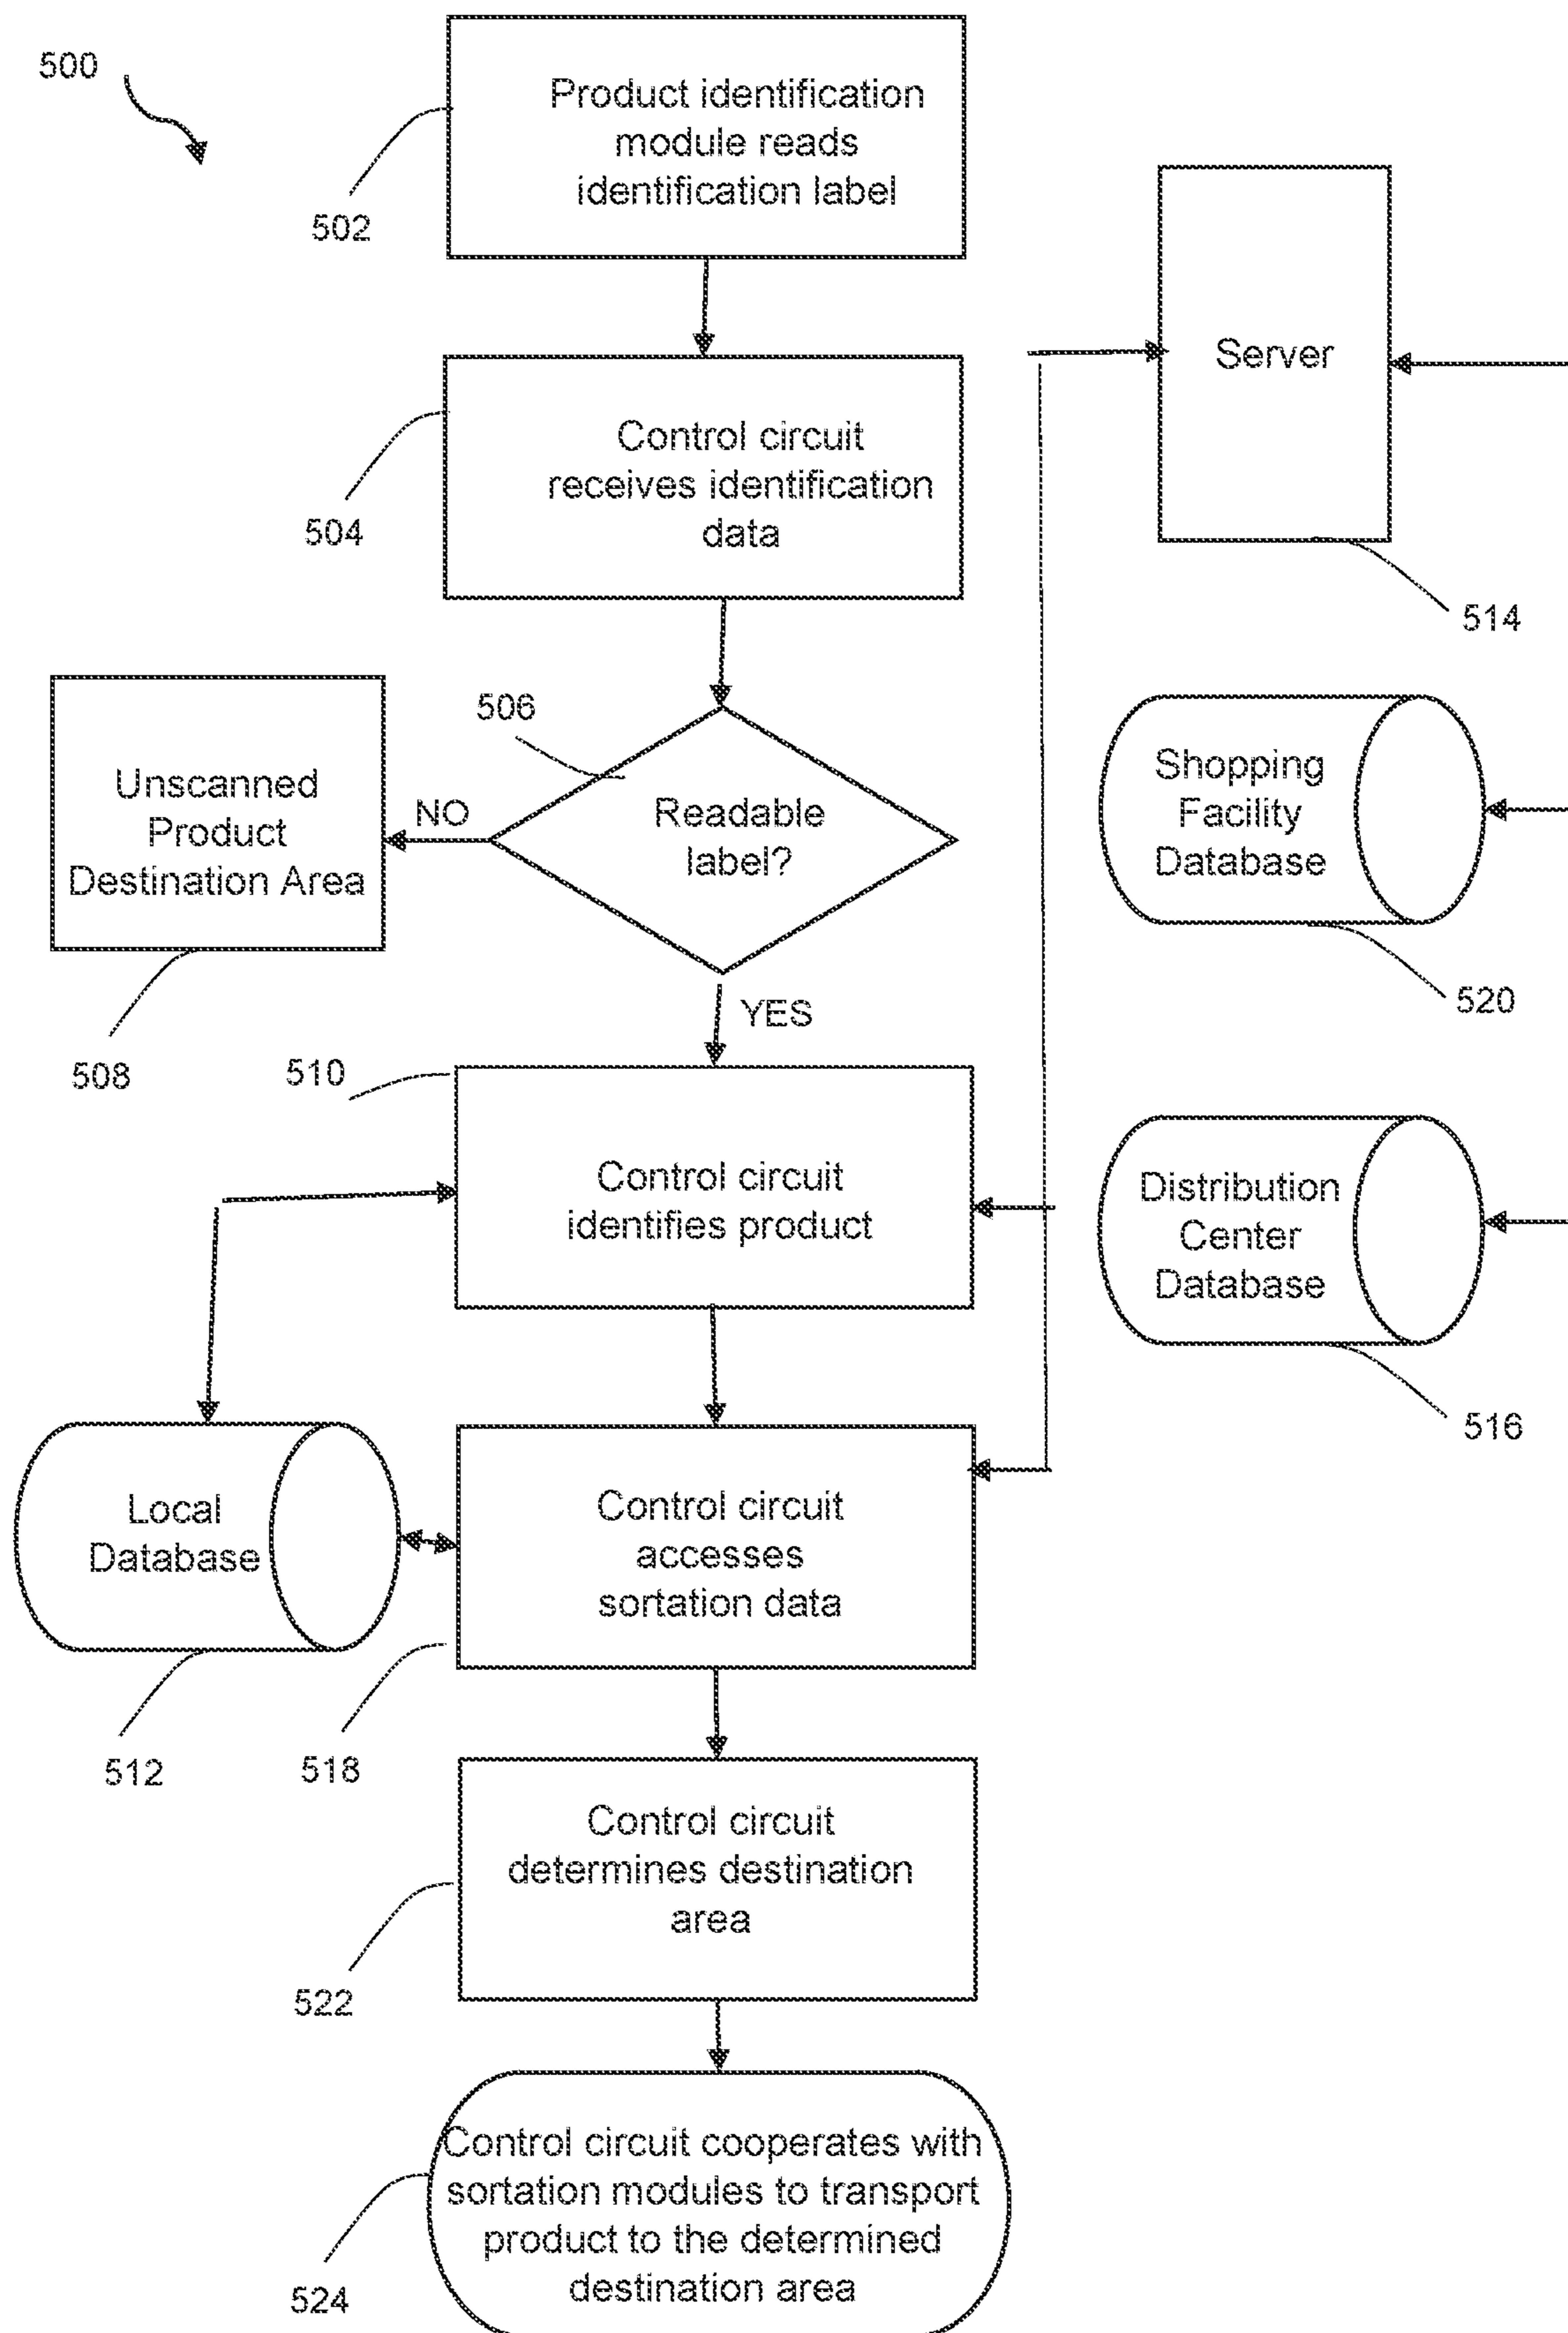 500
Product identification
module reads
identification label
502
Control circuit
receives identification
data
504
Server
514
506
Readable
label?
NO
Unscanned
Product
Destination Area
508
YES
Shopping
Facility
Database
520
510
Control circuit
identifies product
Distribution
Center
Database
516
Local
Database
512
Control circuit
accesses
sortation data
518
Control circuit
determines destination
area
522
Control circuit cooperates with
sortation modules to transport
product to the determined
destination area
524